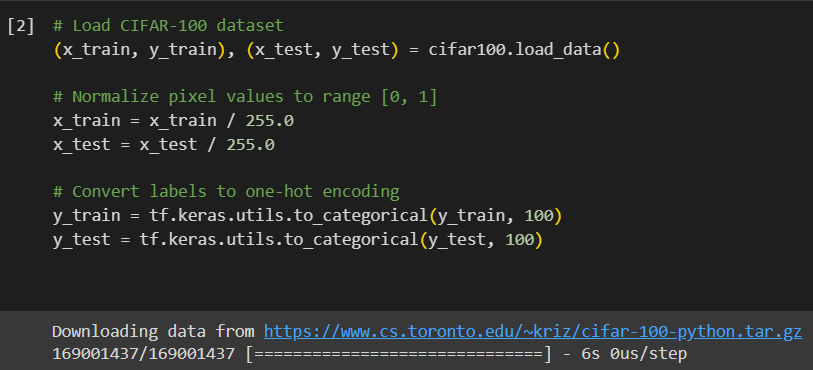 [2] # Load CIFAR-100 dataset
(x_train, y_train), (x_test, y_test) = cifar100.load_data()
# Normalize pixel values to range [0, 1]
x_train = x_train / 255.0
x_test = x_test / 255.0
# Convert labels to one-hot encoding
y_train = tf.keras.utils.to_categorical(y_train, 100)
y_test = tf.keras.utils.to_categorical(y_test, 100)
Downloading data from https://www.cs.toronto.edu/~kriz/cifar-100-python.tar.gz
169001437/169001437 [==============================] - 6s 0us/step